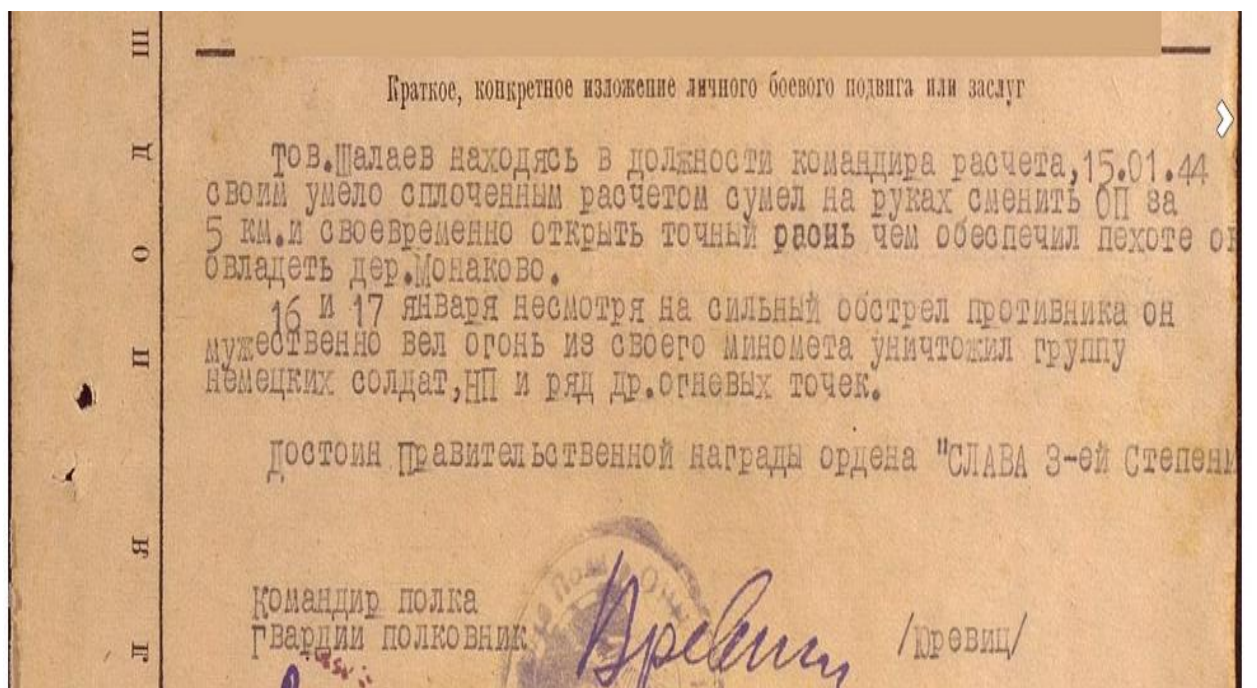 Л Я П О Д Ш
Краткое, конкретное изложение личного боевого подвига или заслуг
Тов.Шалаев находясь в должности командира расчета,15.01.44
своим умело сплоченным расчетом сумел на руках сменить ОП за
5 км.и своевременно открыть точный чем обеспечил пехоте
овладеть дер.Монаково.
16 и 17 января несмотря на сильный обстрел противника он
мужественно вел огонь из своего миномета уничтожил группу
немецких солдат,НП и ряд др.огневых точек.
Достоин Правительственной награды ордена "СЛАВА 3-ей Степени
Командир полка
гвардии полковник /Юревиц/